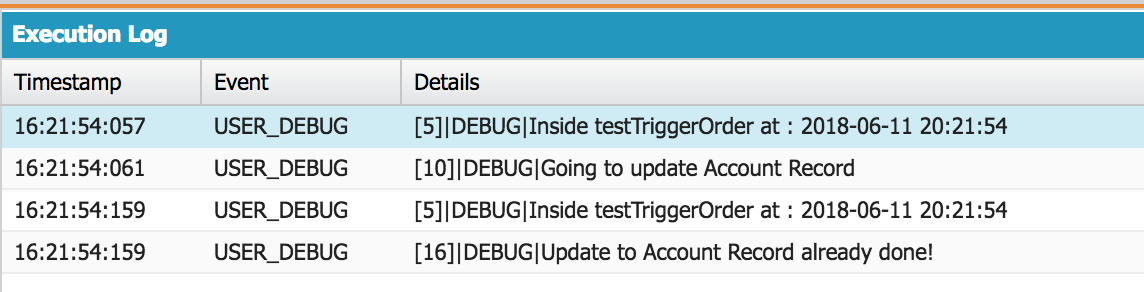 Execution Log
Timestamp Event Details
16:21:54:057 USER_DEBUG [5]|DEBUG|Inside testTriggerOrder at : 2018-06-11 20:21:54
16:21:54:061 USER_DEBUG [10]|DEBUG|Going to update Account Record
16:21:54:159 USER_DEBUG [5]|DEBUG|Inside testTriggerOrder at : 2018-06-11 20:21:54
16:21:54:159 USER_DEBUG [16]|DEBUG|Update to Account Record already done!